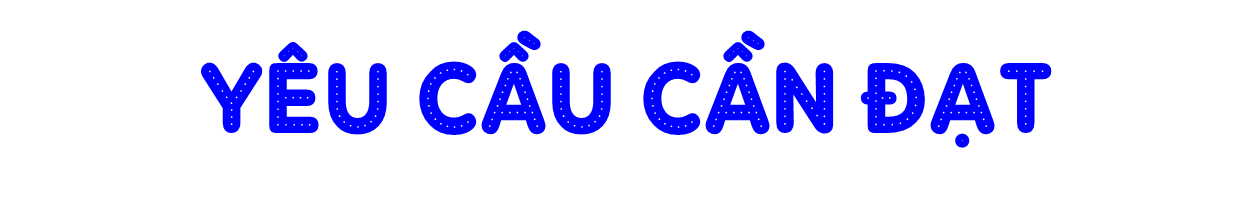 YÊU CẦU CẦN ĐẠT